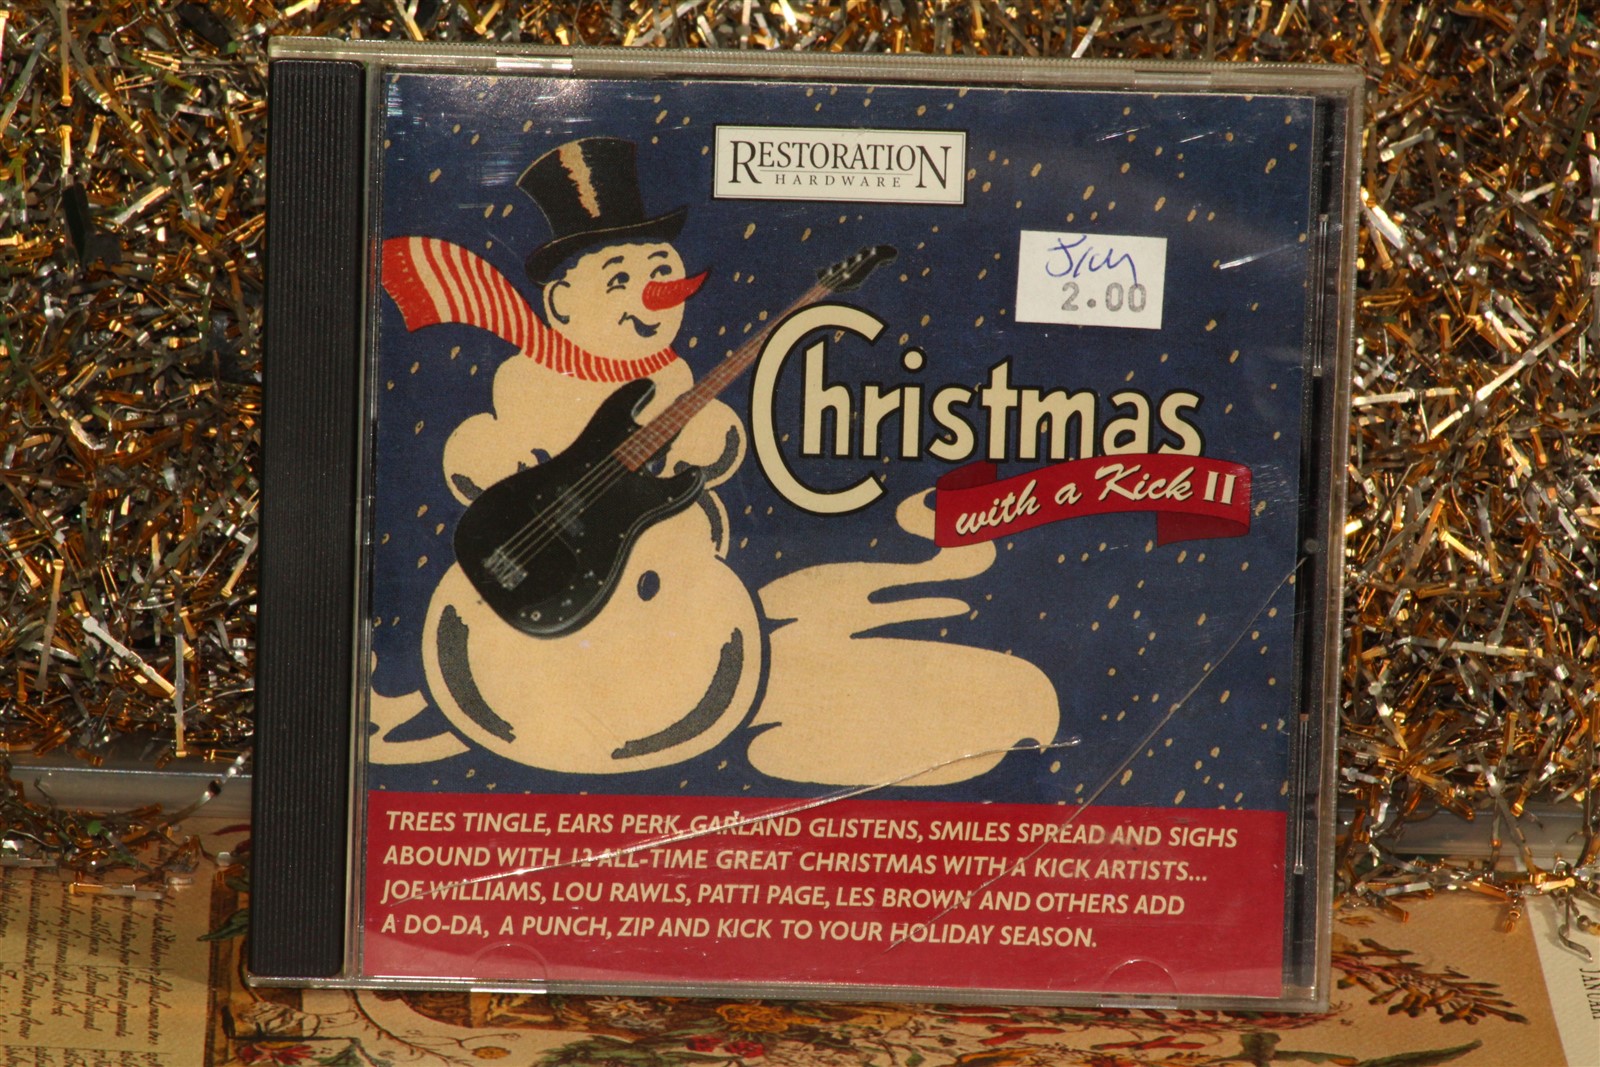 RESTORATION
HARDWARE
2.00
Christmas
with a Kick II
TREES TINGLE, EARS PERK, GARLAND GLISTENS, SMILES SPREAD AND SIGHS
ABOUND WITH 12 ALL-TIME GREAT CHRISTMAS WITH A KICK ARTISTS...
JOE WILLIAMS, LOU RAWLS, PATTI PAGE, LES BROWN AND OTHERS ADD
A DO-DA, A PUNCH, ZIP AND KICK TO YOUR HOLIDAY SEASON.
JANUARY